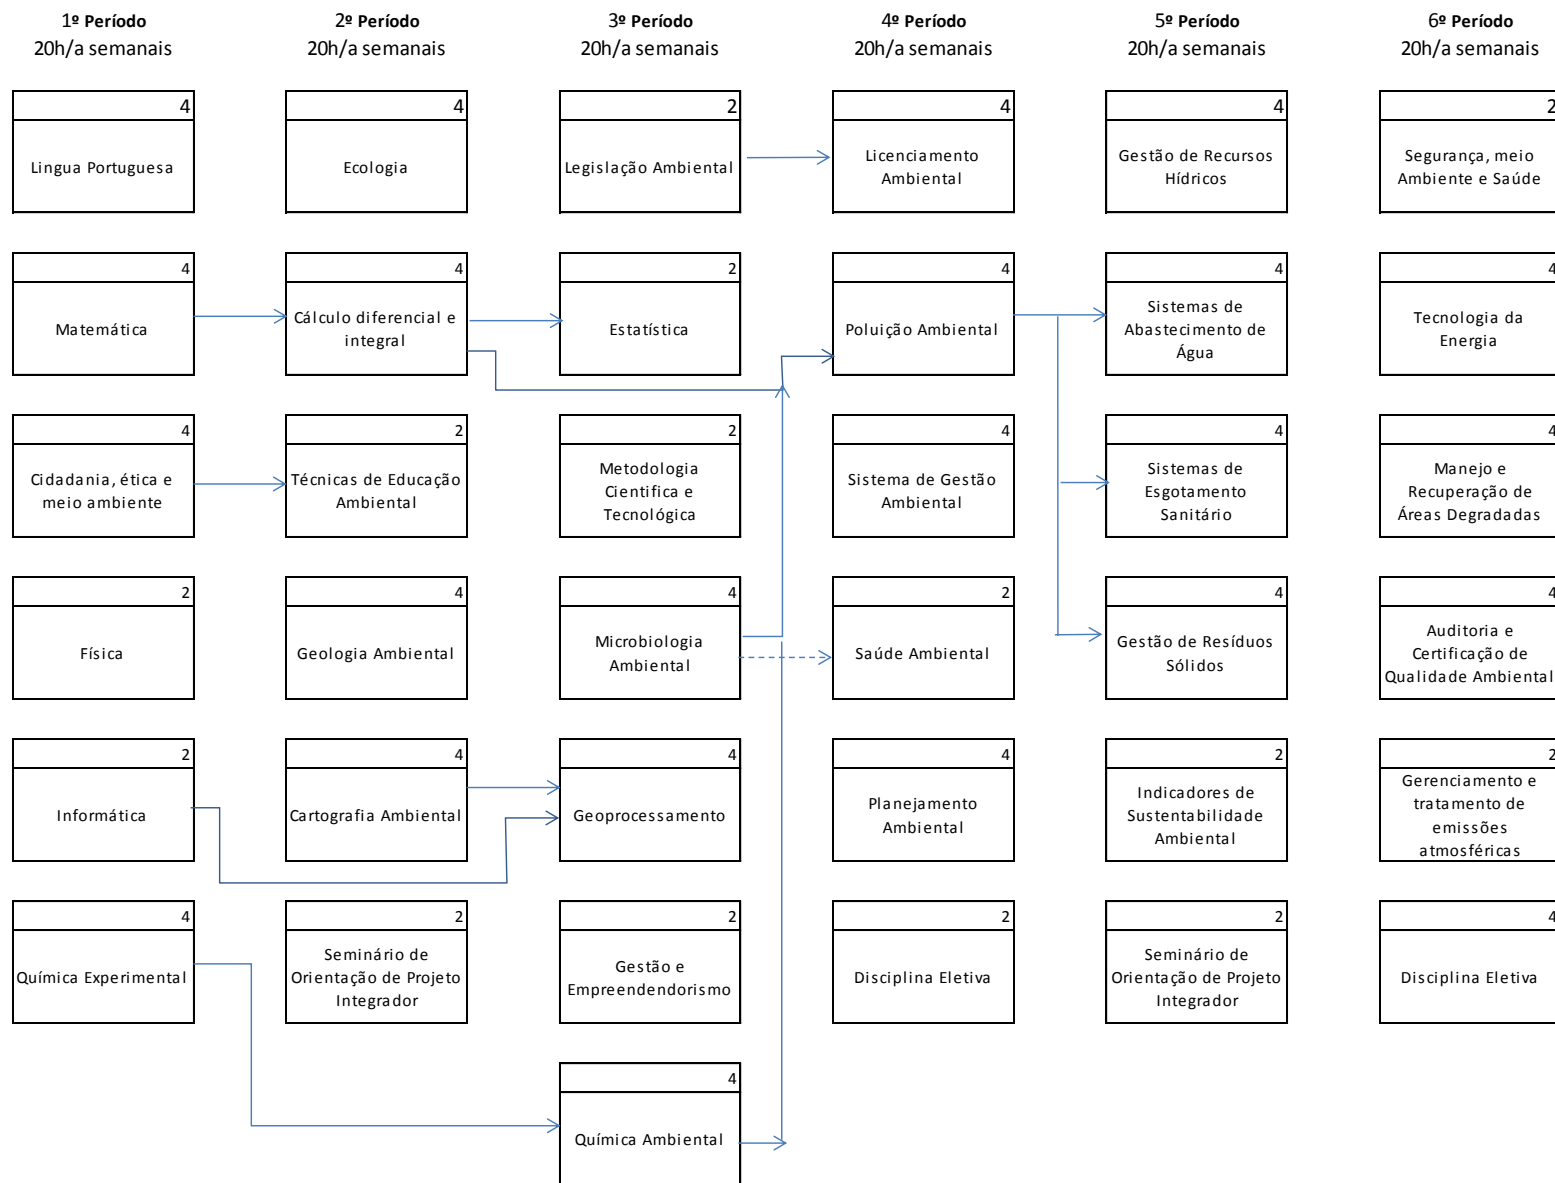 1º Período
20h/a semanais
2º Período
20h/a semanais
3º Período
20h/a semanais
4º Período
20h/a semanais
5º Período
20h/a semanais
6º Período
20h/a semanais
4
Lingua Portuguesa
4
Ecologia
2
Legislação Ambiental
4
Licenciamento
Ambiental
4
Gestão de Recursos
Hídricos
2
Segurança, meio
Ambiente e Saúde
4
Matemática
4
Cálculo diferencial e
integral
2
Estatística
4
Poluição Ambiental
4
Sistemas de
Abastecimento de
Água
4
Tecnologia da
Energia
4
Cidadania, ética e
meio ambiente
2
Técnicas de Educação
Ambiental
2
Metodologia
Cientifica e
Tecnológica
4
Sistema de Gestão
Ambiental
4
Sistemas de
Esgotamento
Sanitário
4
Manejo e
Recuperação de
Áreas Degradadas
2
Física
4
Geologia Ambiental
4
Microbiologia
Ambiental
2
Saúde Ambiental
4
Gestão de Resíduos
Sólidos
4
Auditoria e
Certificação de
Qualidade Ambiental
2
Informática
4
Cartografia Ambiental
4
Geoprocessamento
4
Planejamento
Ambiental
2
Indicadores de
Sustentabilidade
Ambiental
2
Gerenciamento e
tratamento de
emissões
atmosféricas
4
Química Experimental
2
Seminário de
Orientação de Projeto
Integrador
2
Gestão e
Empreendendorismo
2
Disciplina Eletiva
2
Seminário de
Orientação de Projeto
Integrador
4
Disciplina Eletiva
4
Química Ambiental